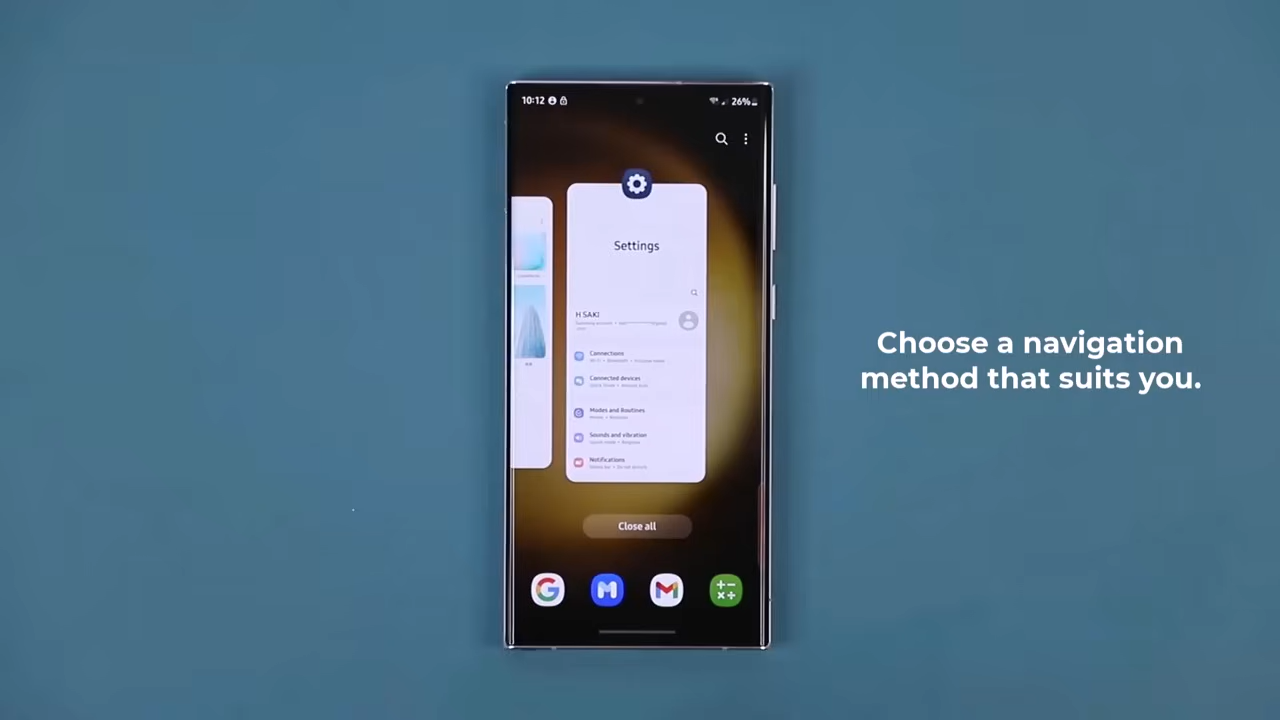 10:12
26%
Settings
H SAKI
Connections
Connected devices
Modes and Routines
Sounds and vibration
Notifications
Close all
Choose a navigation
method that suits you.